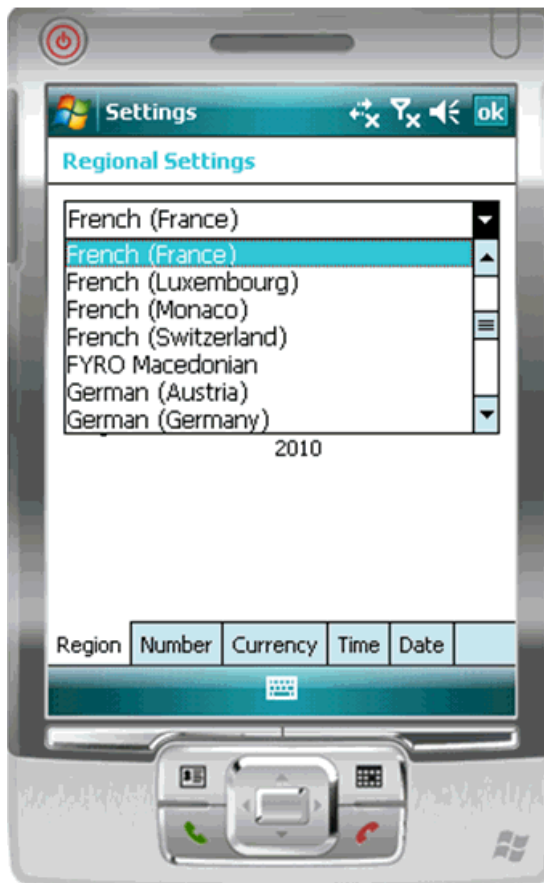 Settings
ok
Regional Settings
French (France)
French (France)
French (Luxembourg)
French (Monaco)
French (Switzerland)
FYRO Macedonian
German (Austria)
German (Germany)
2010
Region Number Currency Time Date